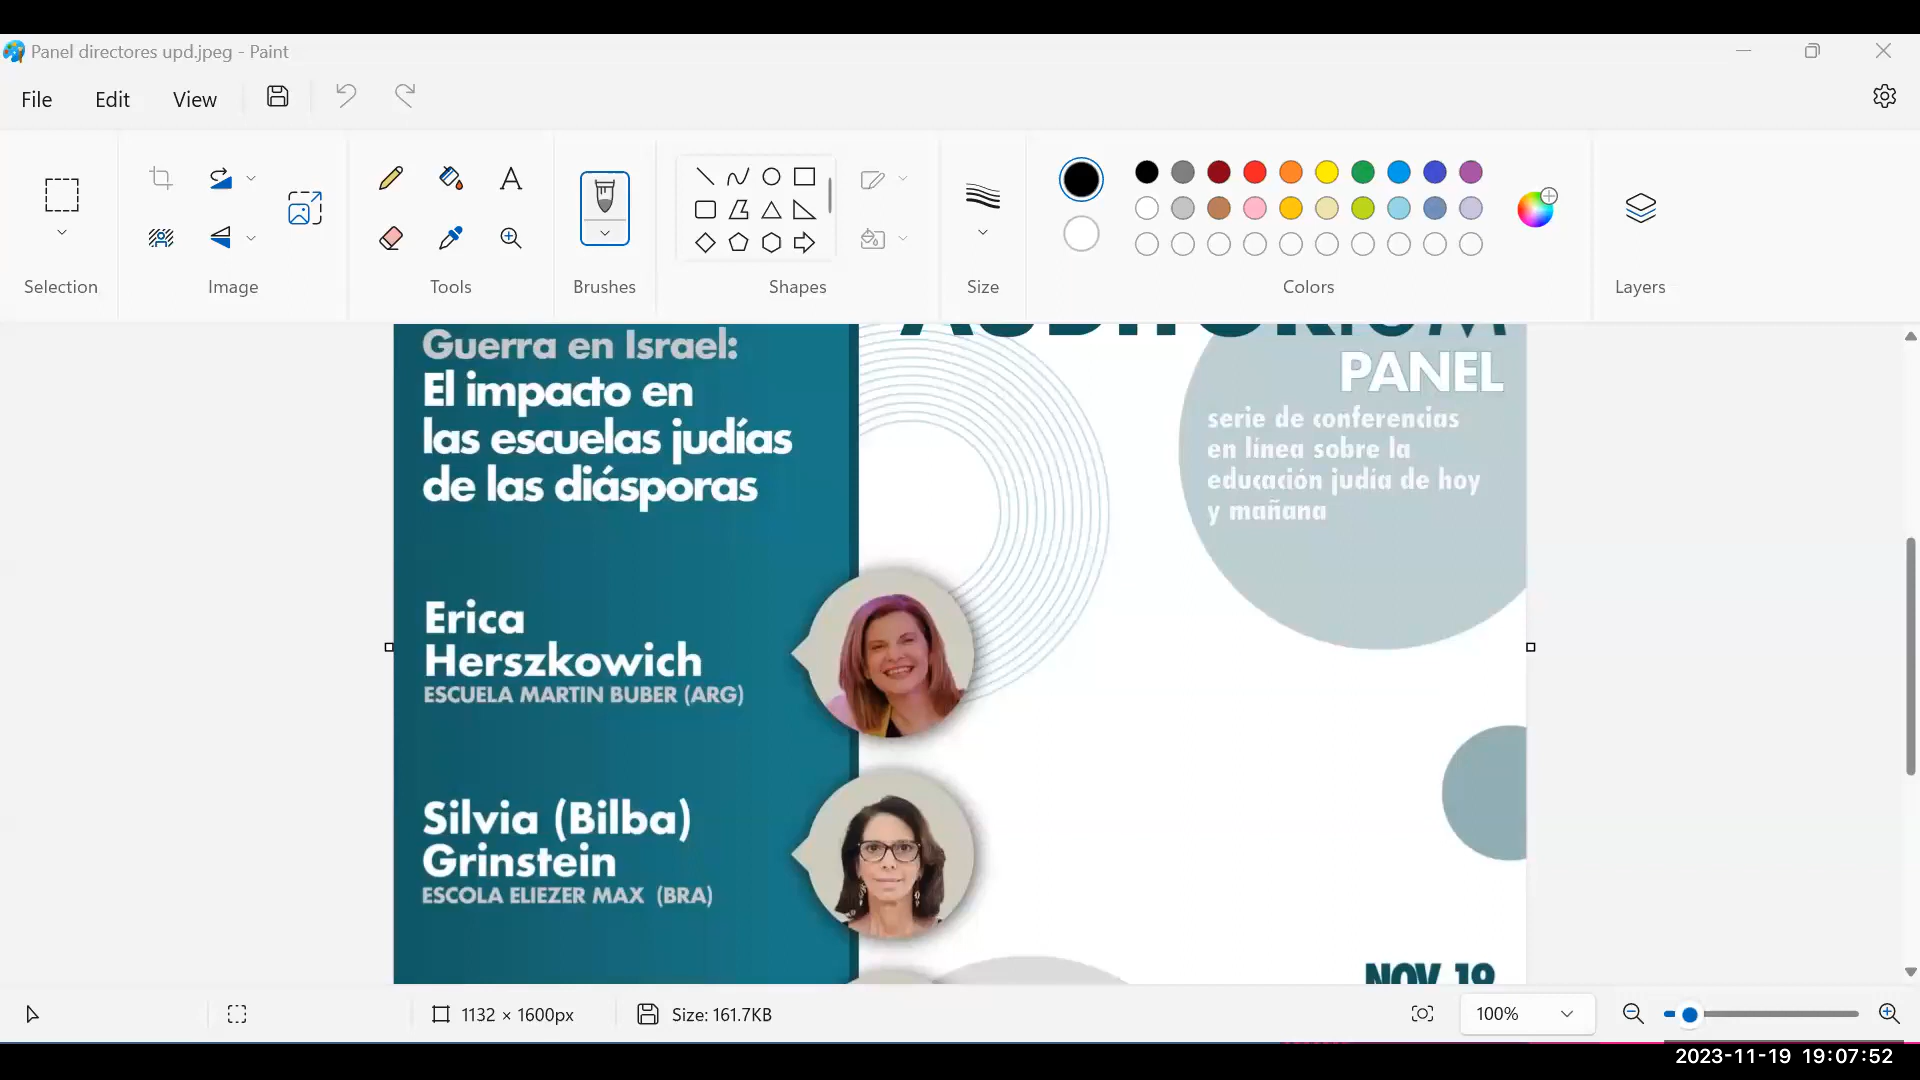 Panel directores upd.jpeg - Paint
File Edit View
Selection Image Tools Brushes Shapes Size Colors Layers
Guerra en Israel:
El impacto en
las escuelas judías
de las diásporas
Erica
Herszkowich
ESCUELA MARTIN BUBER (ARG)
Silvia (Bilba)
Grinstein
ESCOLA ELIEZER MAX (BRA)
AUDITORIUM
PANEL
serie de conferencias
en línea sobre la
educación judía de hoy
y mañana
NOV 19
1132 × 1600px Size: 161.7KB 100%
2023-11-19 19:07:52